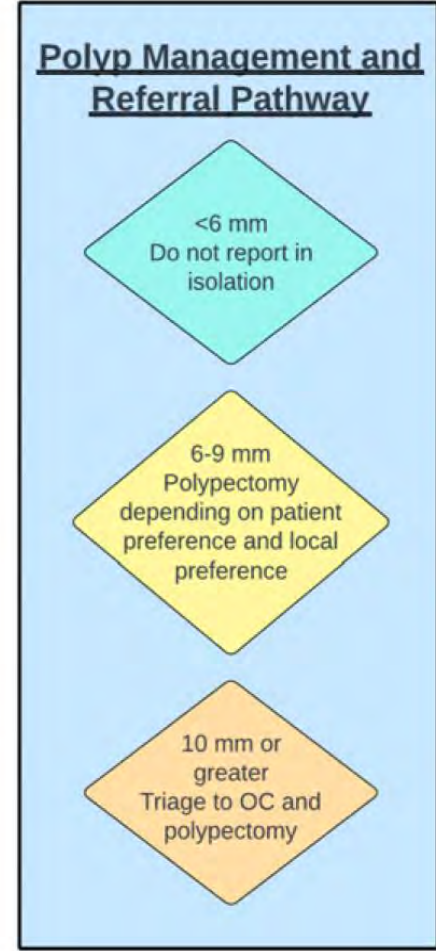 Polyp Management and
Referral Pathway
<6 mm
Do not report in
isolation
6-9 mm
Polypectomy
depending on patient
preference and local
preference
10 mm or
greater
Triage to OC and
polypectomy